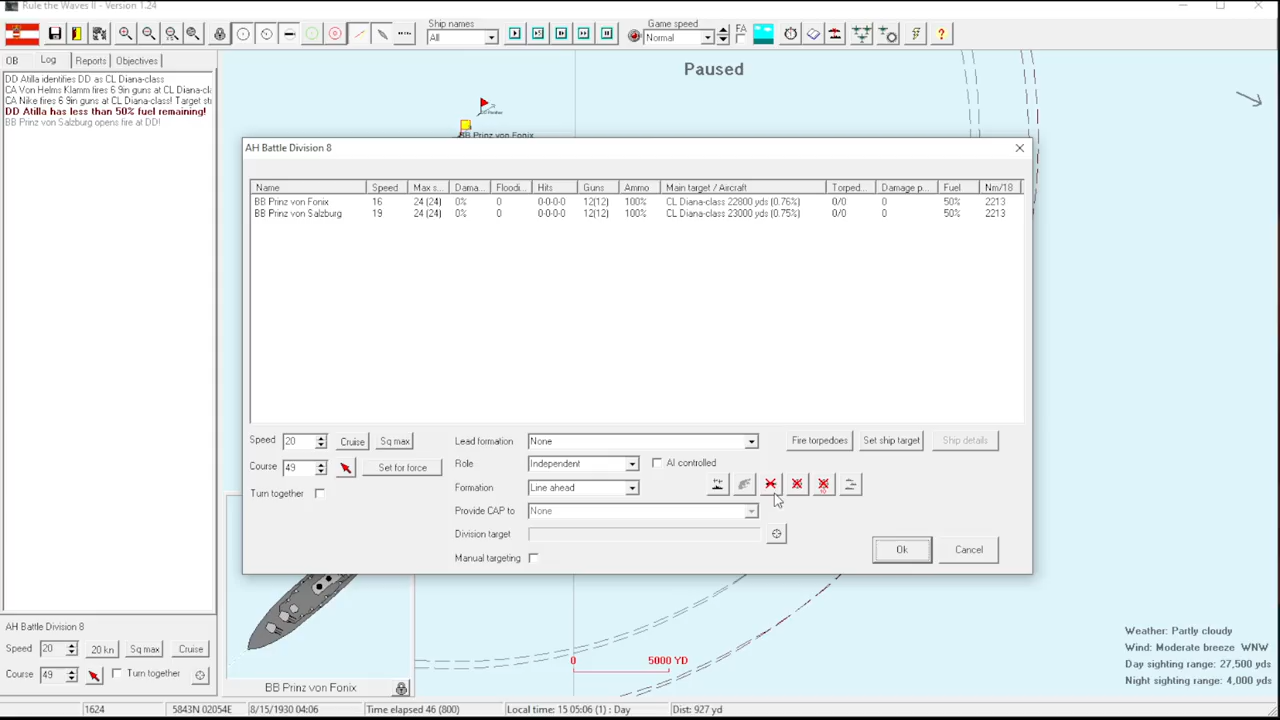 Rule the Waves II - Version 1.24
Ship names
All
Game speed
Normal
FA
OB Log Reports Objectives
DD Atilla identifies DD as CL Diana-class
CA Von Helms Klamm fires 6 9in guns at CL Diana-cl
CA Nike fires 6 9in guns at CL Diana-class! Target st
DD Atilla has less than 50% fuel remaining!
BB Prinz von Salzburg opens fire at DD!
Paused
BB Prinz von Fonix
AH Battle Division 8
Name Speed Max s... Dama... Floodi... Hits Guns Ammo Main target / Aircraft Torped... Damage p... Fuel Nm/18
BB Prinz von Fonix 16 24 (24) 0% 0 0-0-0-0 12(12) 100% CL Diana-class 22800 yds (0.76%) 0/0 0 50% 2213
BB Prinz von Salzburg 19 24 (24) 0% 0 0-0-0-0 12(12) 100% CL Diana-class 23000 yds (0.75%) 0/0 0 50% 2213
Speed 20 Cruise Sq max
Course 49 Set for force
Turn together
Lead formation None
Role Independent AI controlled
Formation Line ahead
Provide CAP to None
Division target
Manual targeting
Fire torpedoes Set ship target Ship details
Ok Cancel
AH Battle Division 8
Speed 20 20 kn Sq max Cruise
Course 49 Turn together
BB Prinz von Fonix
0 5000 YD
Weather: Partly cloudy
Wind: Moderate breeze WNW
Day sighting range: 27,500 yds
Night sighting range: 4,000 yds
1624 5843N 02054E 8/15/1930 04:06 Time elapsed 46 (800) Local time: 15 05:06 (1) : Day Dist: 927 yd